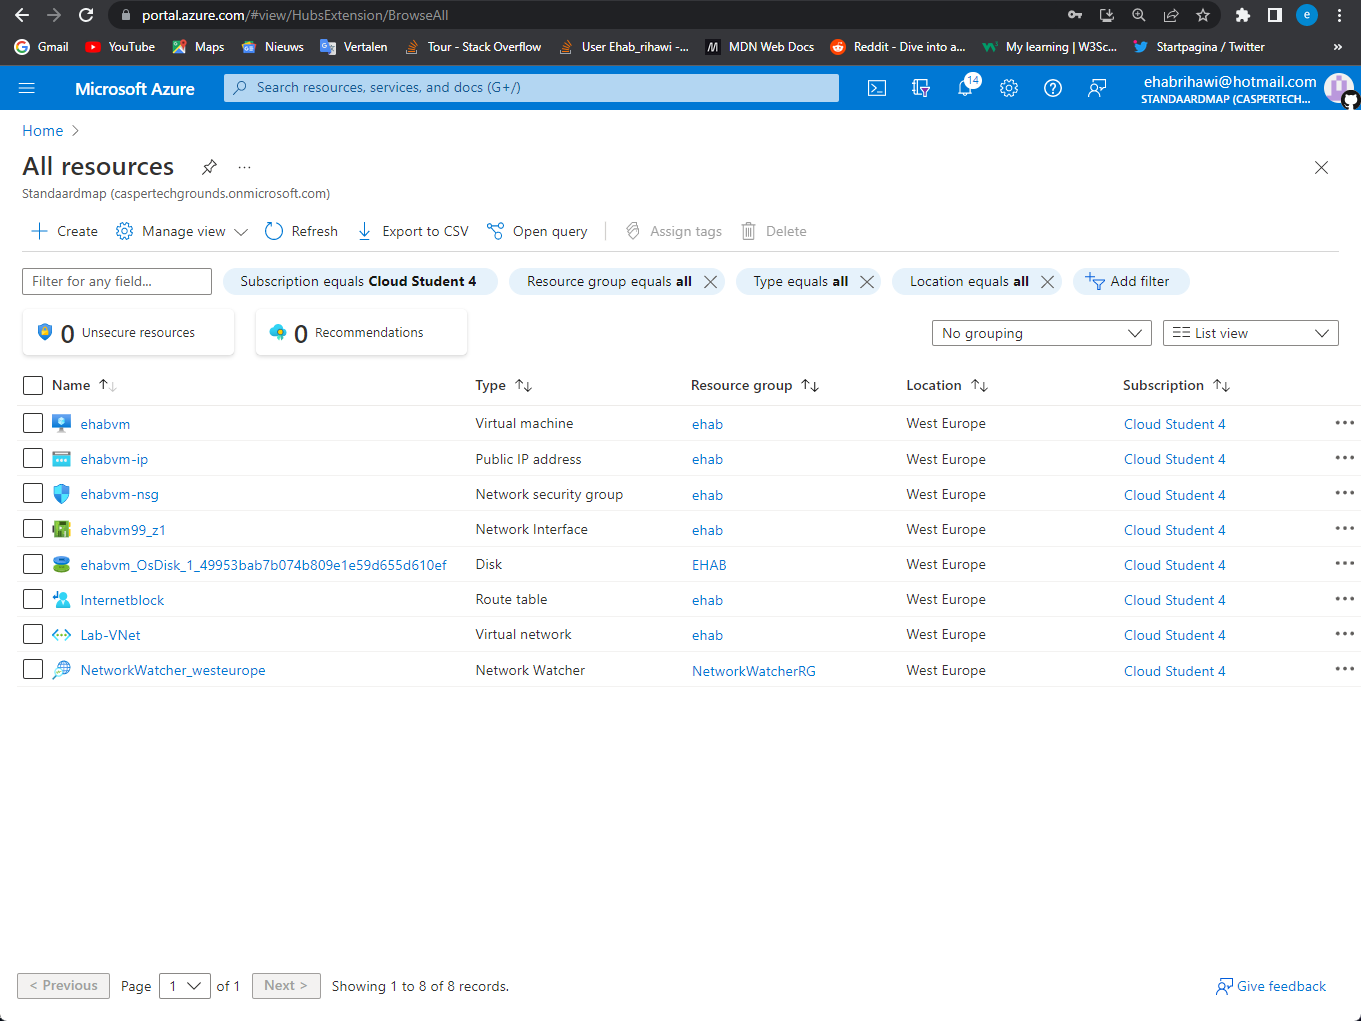 portal.azure.com/#view/HubsExtension/BrowseAll
e
Gmail YouTube Maps Nieuws Vertalen Tour - Stack Overflow User Ehab_rihawi -... MDN Web Docs Reddit - Dive into a... My learning | W3Sc... Startpagina / Twitter »
Microsoft Azure Search resources, services, and docs (G+/) 14 ehabrihawi@hotmail.com
STANDAARDMAP (CASPERTECH...
Home >
All resources ...
Standaardmap (caspertechgrounds.onmicrosoft.com)
Create Manage view Refresh Export to CSV Open query Assign tags Delete
Filter for any field... Subscription equals Cloud Student 4 Resource group equals all Type equals all Location equals all Add filter
0 Unsecure resources 0 Recommendations No grouping List view
Name Type Resource group Location Subscription
ehabvm Virtual machine ehab West Europe Cloud Student 4
ehabvm-ip Public IP address ehab West Europe Cloud Student 4
ehabvm-nsg Network security group ehab West Europe Cloud Student 4
ehabvm99_z1 Network Interface ehab West Europe Cloud Student 4
ehabvm_OsDisk_1_49953bab7b074b809e1e59d655d610ef Disk EHAB West Europe Cloud Student 4
Internetblock Route table ehab West Europe Cloud Student 4
Lab-VNet Virtual network ehab West Europe Cloud Student 4
NetworkWatcher_westeurope Network Watcher NetworkWatcherRG West Europe Cloud Student 4
< Previous Page 1 of 1 Next > Showing 1 to 8 of 8 records. Give feedback